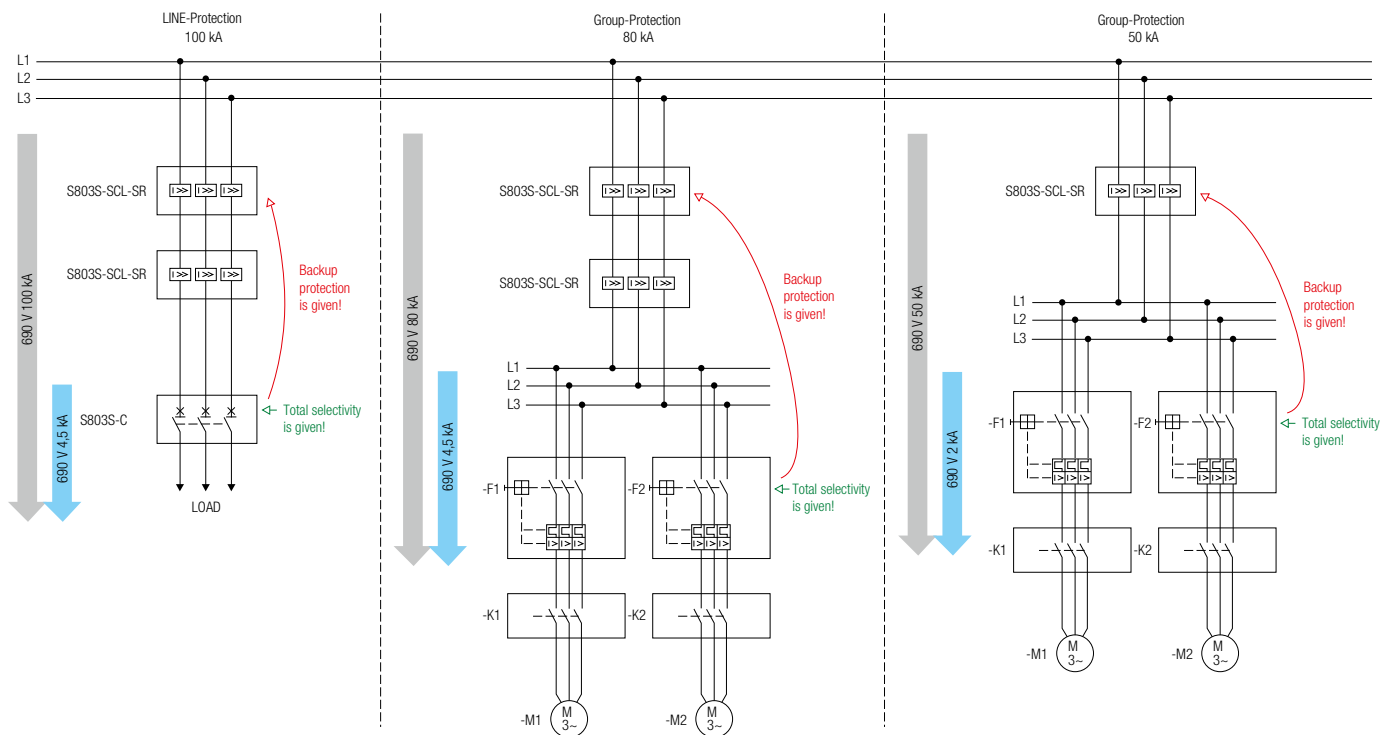 LINE-Protection
100 kA
Group-Protection
80 kA
Group-Protection
50 kA
L1
L2
L3
690 V 100 kA
690 V 4,5 kA
S803S-SCL-SR
I>> I>> I>>
S803S-SCL-SR
I>> I>> I>>
Backup
protection
is given!
S803S-C
Total selectivity
is given!
LOAD
690 V 80 kA
690 V 4,5 kA
S803S-SCL-SR
I>> I>> I>>
S803S-SCL-SR
I>> I>> I>>
Backup
protection
is given!
L1
L2
L3
-F1
I> I> I>
-F2
I> I> I>
Total selectivity
is given!
-K1
-K2
-M1
M
3~
-M2
M
3~
690 V 50 kA
690 V 2 kA
S803S-SCL-SR
I>> I>> I>>
Backup
protection
is given!
L1
L2
L3
-F1
I> I> I>
-F2
I> I> I>
Total selectivity
is given!
-K1
-K2
-M1
M
3~
-M2
M
3~